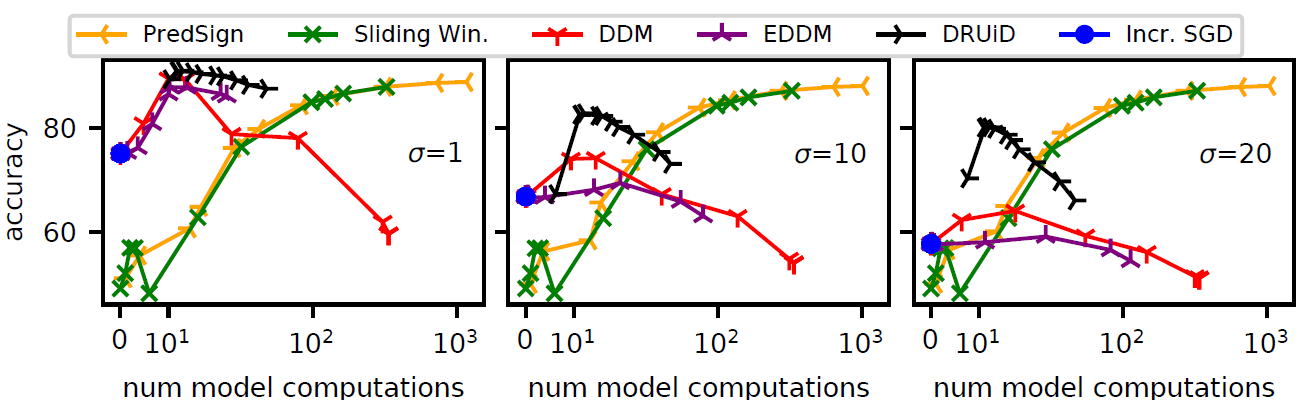 PredSign Sliding Win. DDM EDDM DRUiD Incr. SGD
accuracy
80
60
σ=1
σ=10
σ=20
0 10¹ 10² 10³ 0 10¹ 10² 10³ 0 10¹ 10² 10³
num model computations num model computations num model computations